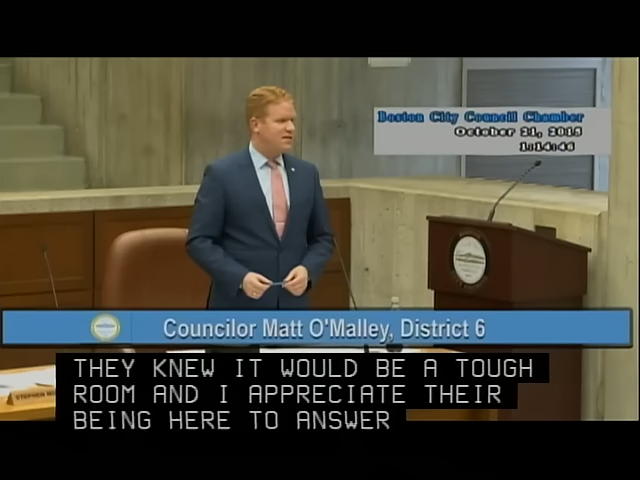 Boston City Council Chamber
October 21, 2015
1:14:46
Councilor Matt O'Malley, District 6
THEY KNEW IT WOULD BE A TOUGH
ROOM AND I APPRECIATE THEIR
BEING HERE TO ANSWER
STEPHEN